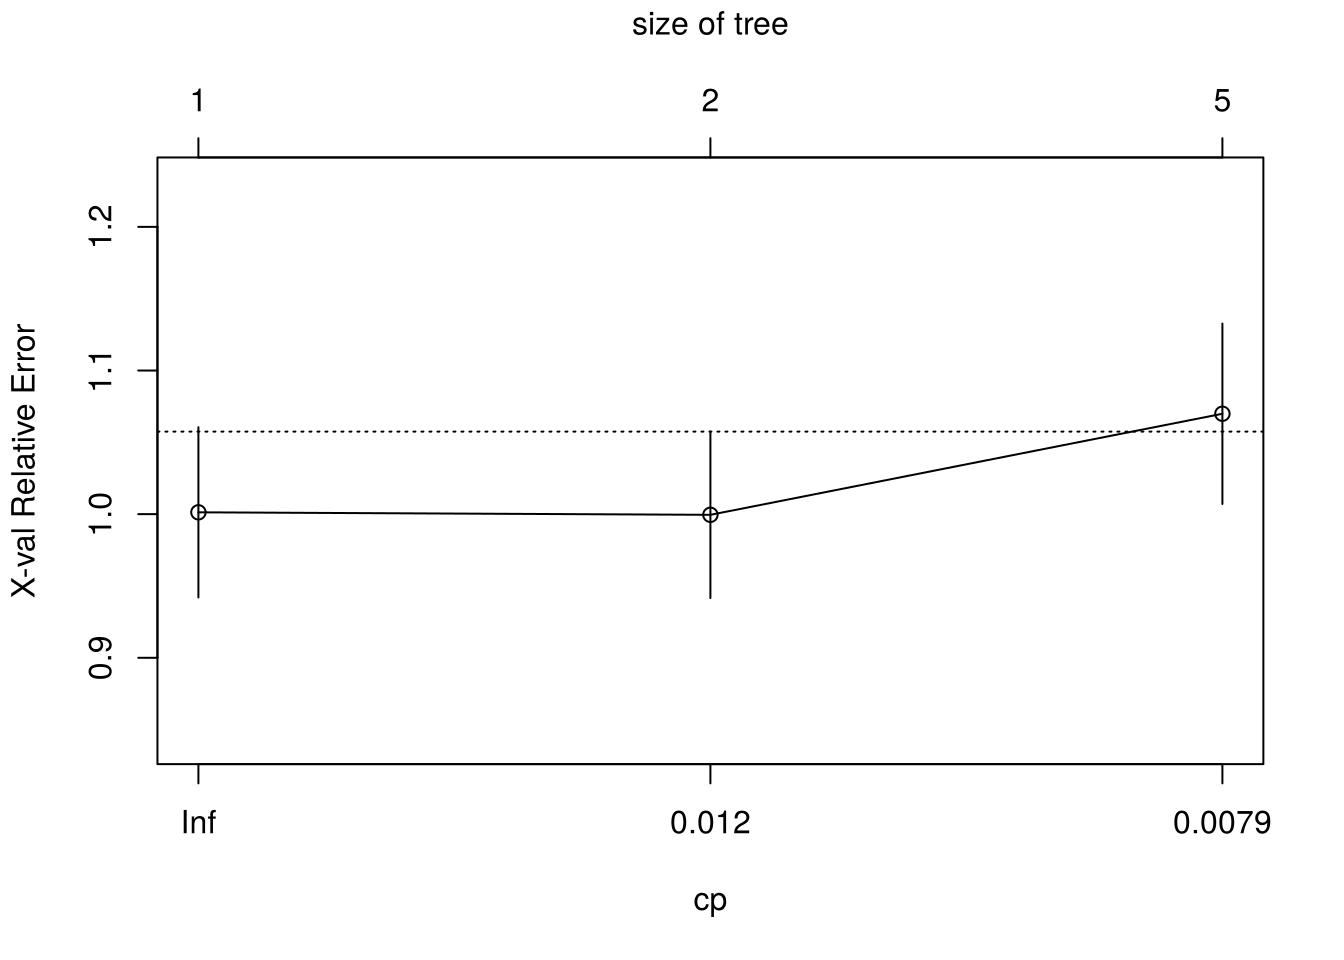 size of tree
1 2 5
X-val Relative Error
1.2
1.1
1.0
0.9
Inf 0.012 0.0079
cp